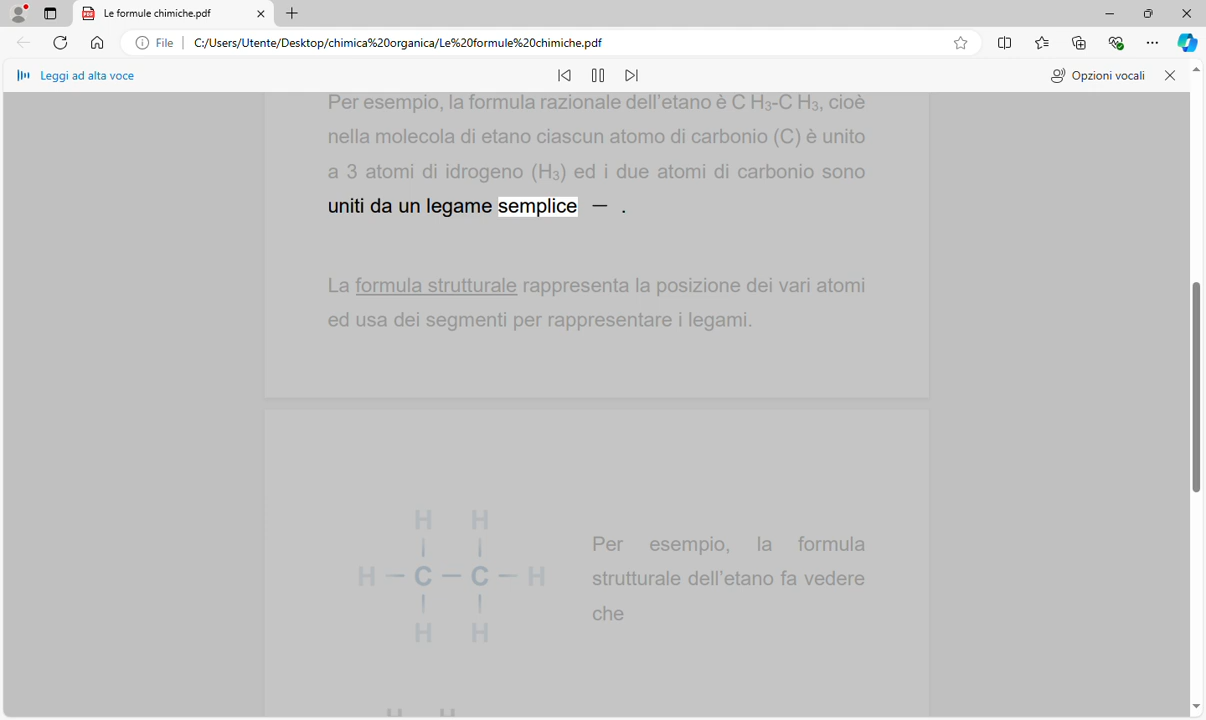 Le formule chimiche.pdf
File
C:/Users/Utente/Desktop/chimica%20organica/Le%20formule%20chimiche.pdf
Leggi ad alta voce
Opzioni vocali
Per esempio, la formula razionale dell'etano è C H₃-C H₃, cioè
nella molecola di etano ciascun atomo di carbonio (C) è unito
a 3 atomi di idrogeno (H₃) ed i due atomi di carbonio sono
uniti da un legame semplice — .
La formula strutturale rappresenta la posizione dei vari atomi
ed usa dei segmenti per rappresentare i legami.
H H
H – C – C – H
H H
Per esempio, la formula
strutturale dell'etano fa vedere
che